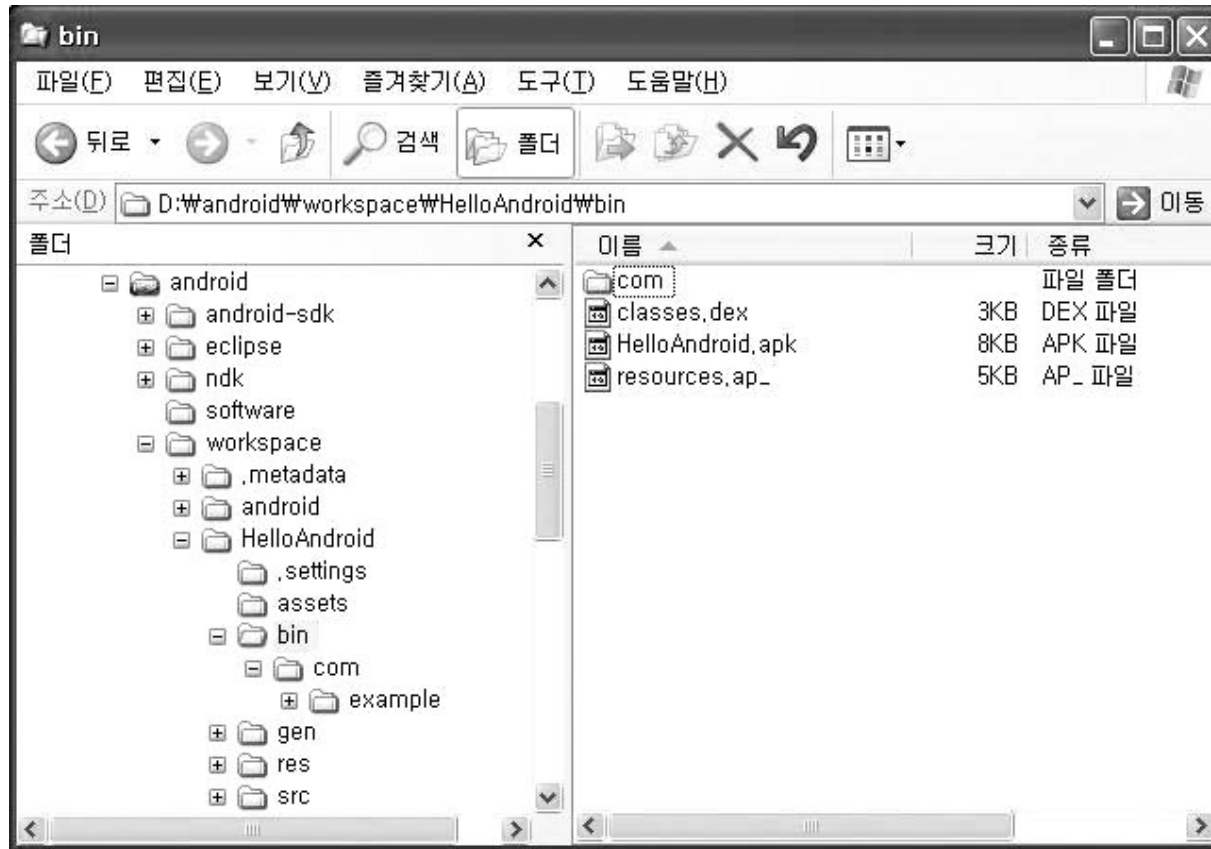 bin
파일(F) 편집(E) 보기(V) 즐겨찾기(A) 도구(T) 도움말(H)
뒤로 검색 폴더
주소(D) D:₩android₩workspace₩HelloAndroid₩bin 이동
폴더
android
android-sdk
eclipse
ndk
software
workspace
.metadata
android
HelloAndroid
.settings
assets
bin
com
example
gen
res
src
이름 크기 종류
com 파일 폴더
classes.dex 3KB DEX 파일
HelloAndroid.apk 8KB APK 파일
resources.ap_ 5KB AP_ 파일